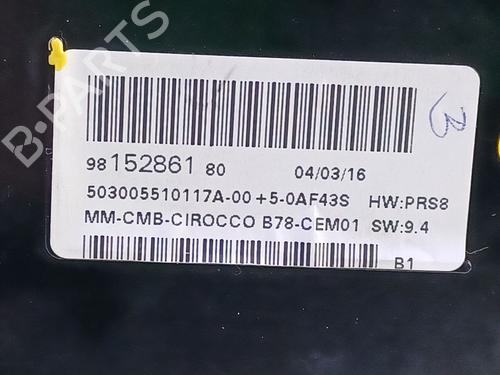 B-PARTS
3
98 152861 80 04/03/16
503005510117A-00 +5-0AF43S HW:PRS8
MM-CMB-CIROCCO B78-CEM01 SW:9.4
B1